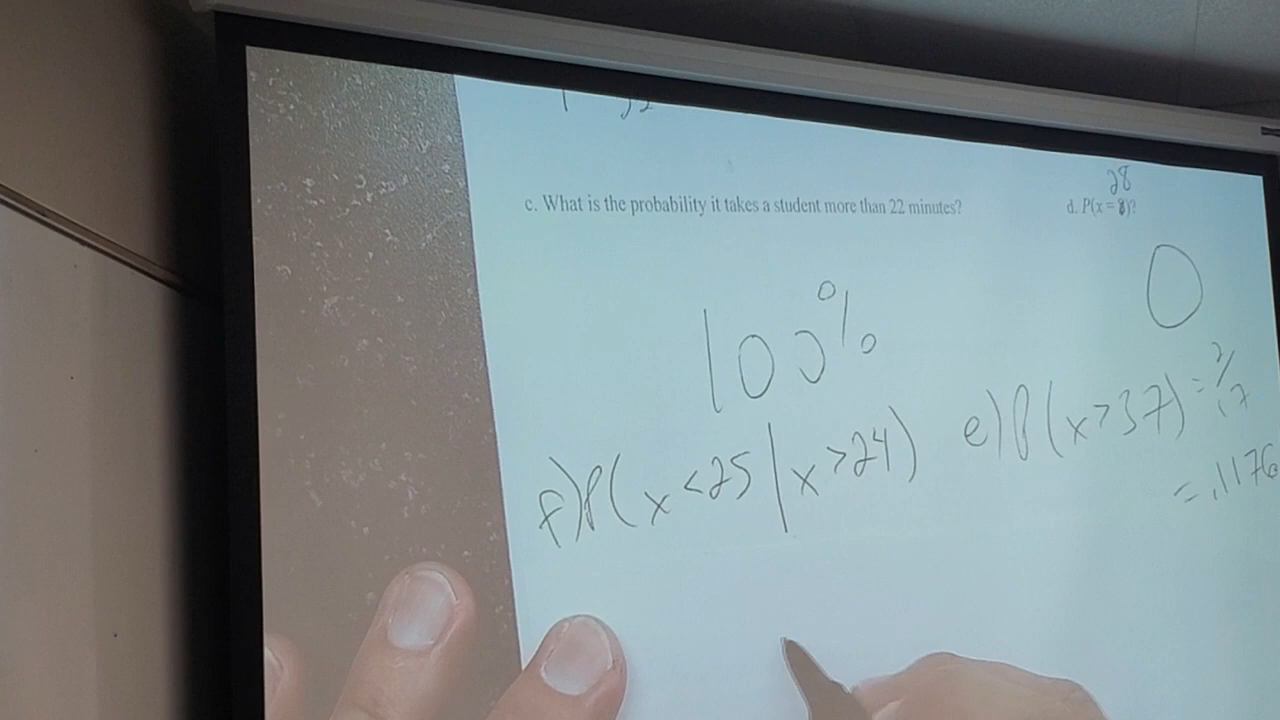 c. What is the probability it takes a student more than 22 minutes?
28
d. P(x = 8)?
100%
0
f) P(x<25|x>24)
e) P(x>37) = 2/17
= .1176